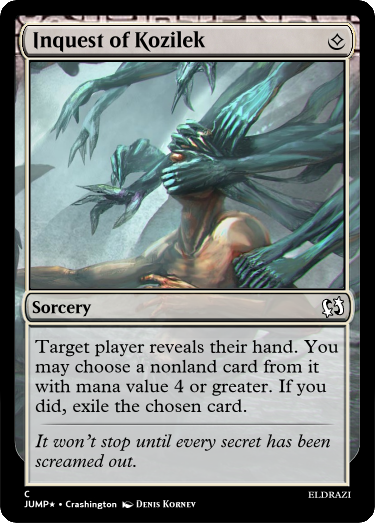 Inquest of Kozilek
Sorcery
Target player reveals their hand. You
may choose a nonland card from it
with mana value 4 or greater. If you
did, exile the chosen card.
It won't stop until every secret has been
screamed out.
C
ELDRAZI
JUMP★ • Crashington DENIS KORNEV